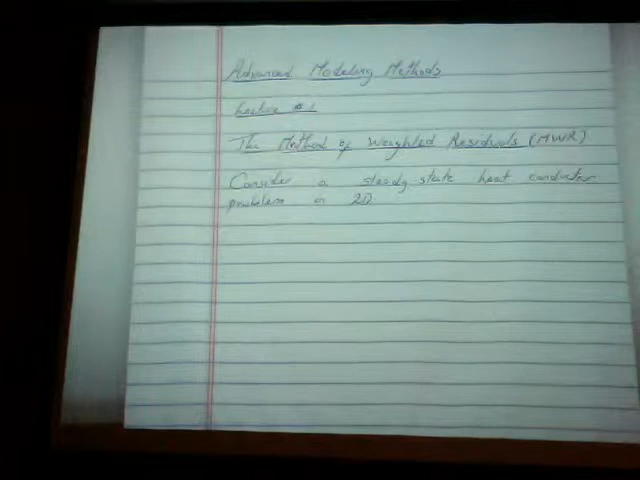 Advanced Modeling Methods
Lecture #1
The Method of Weighted Residuals (MWR)
Consider a steady state heat conduction
problem in 2D